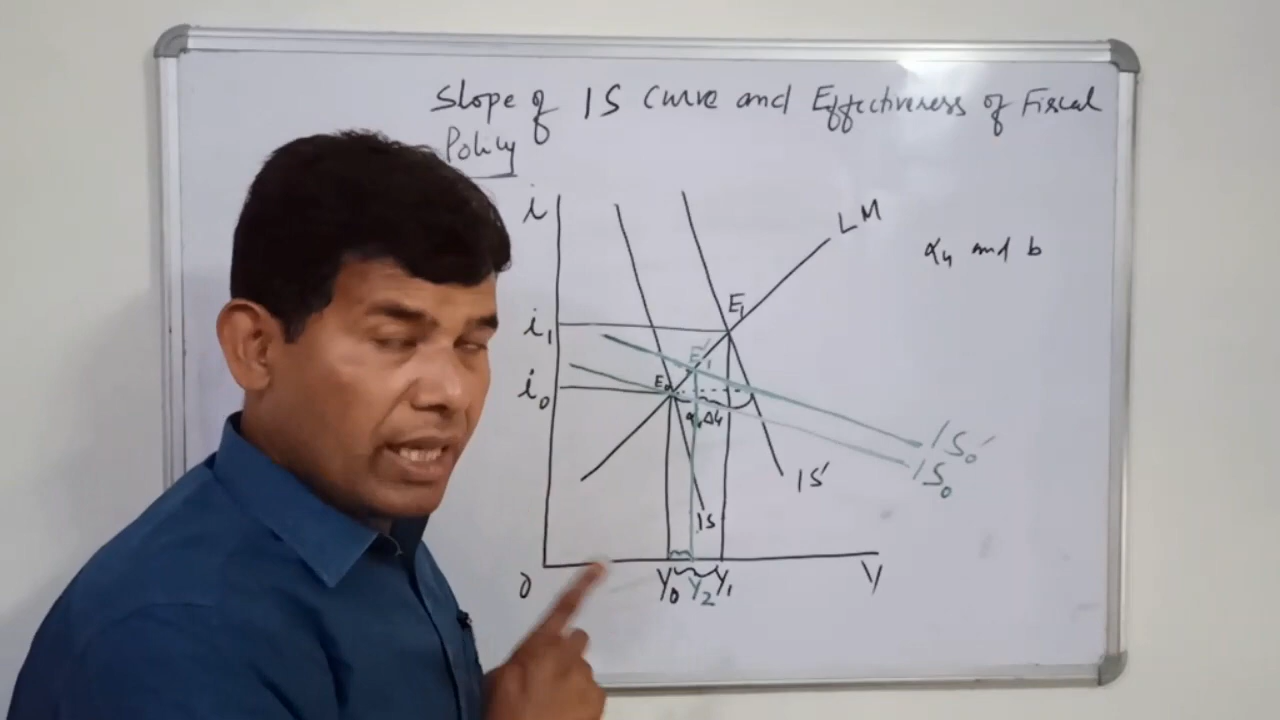 Slope of IS Curve and Effectiveness of Fiscal
Policy
i
LM
α4 and b
E1
i1
E1'
i0
E0
IS0'
IS0
IS'
IS
0
Y0 Y2 Y1
Y